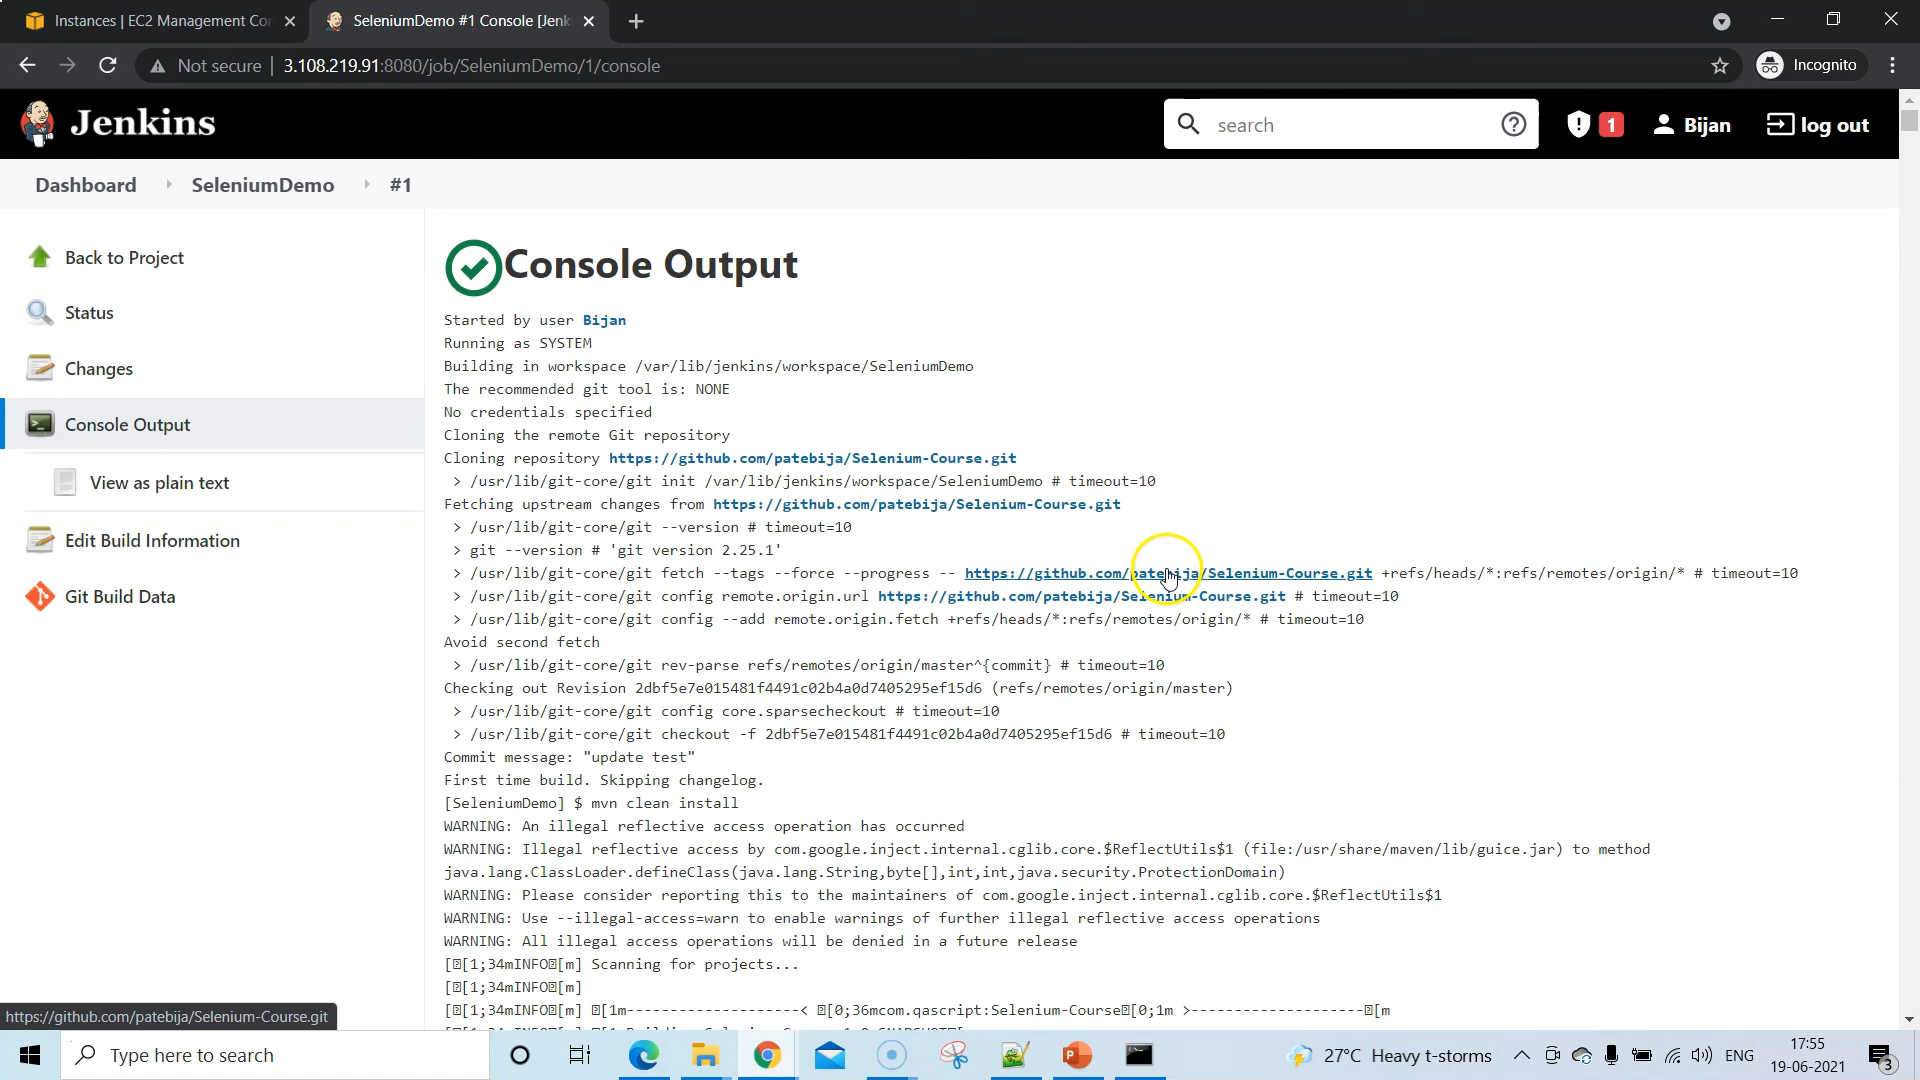 Instances | EC2 Management Con
SeleniumDemo #1 Console [Jenk
Not secure
3.108.219.91:8080/job/SeleniumDemo/1/console
Incognito
Jenkins
search
1
Bijan
log out
Dashboard
SeleniumDemo
#1
Back to Project
Status
Changes
Console Output
View as plain text
Edit Build Information
Git Build Data
Console Output
Started by user Bijan
Running as SYSTEM
Building in workspace /var/lib/jenkins/workspace/SeleniumDemo
The recommended git tool is: NONE
No credentials specified
Cloning the remote Git repository
Cloning repository https://github.com/patebija/Selenium-Course.git
> /usr/lib/git-core/git init /var/lib/jenkins/workspace/SeleniumDemo # timeout=10
Fetching upstream changes from https://github.com/patebija/Selenium-Course.git
> /usr/lib/git-core/git --version # timeout=10
> git --version # 'git version 2.25.1'
> /usr/lib/git-core/git fetch --tags --force --progress -- https://github.com/patebija/Selenium-Course.git +refs/heads/*:refs/remotes/origin/* # timeout=10
> /usr/lib/git-core/git config remote.origin.url https://github.com/patebija/Selenium-Course.git # timeout=10
> /usr/lib/git-core/git config --add remote.origin.fetch +refs/heads/*:refs/remotes/origin/* # timeout=10
Avoid second fetch
> /usr/lib/git-core/git rev-parse refs/remotes/origin/master^{commit} # timeout=10
Checking out Revision 2dbf5e7e015481f4491c02b4a0d7405295ef15d6 (refs/remotes/origin/master)
> /usr/lib/git-core/git config core.sparsecheckout # timeout=10
> /usr/lib/git-core/git checkout -f 2dbf5e7e015481f4491c02b4a0d7405295ef15d6 # timeout=10
Commit message: "update test"
First time build. Skipping changelog.
[SeleniumDemo] $ mvn clean install
WARNING: An illegal reflective access operation has occurred
WARNING: Illegal reflective access by com.google.inject.internal.cglib.core.$ReflectUtils$1 (file:/usr/share/maven/lib/guice.jar) to method
java.lang.ClassLoader.defineClass(java.lang.String,byte[],int,int,java.security.ProtectionDomain)
WARNING: Please consider reporting this to the maintainers of com.google.inject.internal.cglib.core.$ReflectUtils$1
WARNING: Use --illegal-access=warn to enable warnings of further illegal reflective access operations
WARNING: All illegal access operations will be denied in a future release
[[1;34mINFO[m] Scanning for projects...
[[1;34mINFO[m]
[[1;34mINFO[m] [1m--------------------< [0;36mcom.qascript:Selenium-Course[0;1m >--------------------[m
https://github.com/patebija/Selenium-Course.git
Type here to search
27°C Heavy t-storms
ENG
17:55
19-06-2021
3